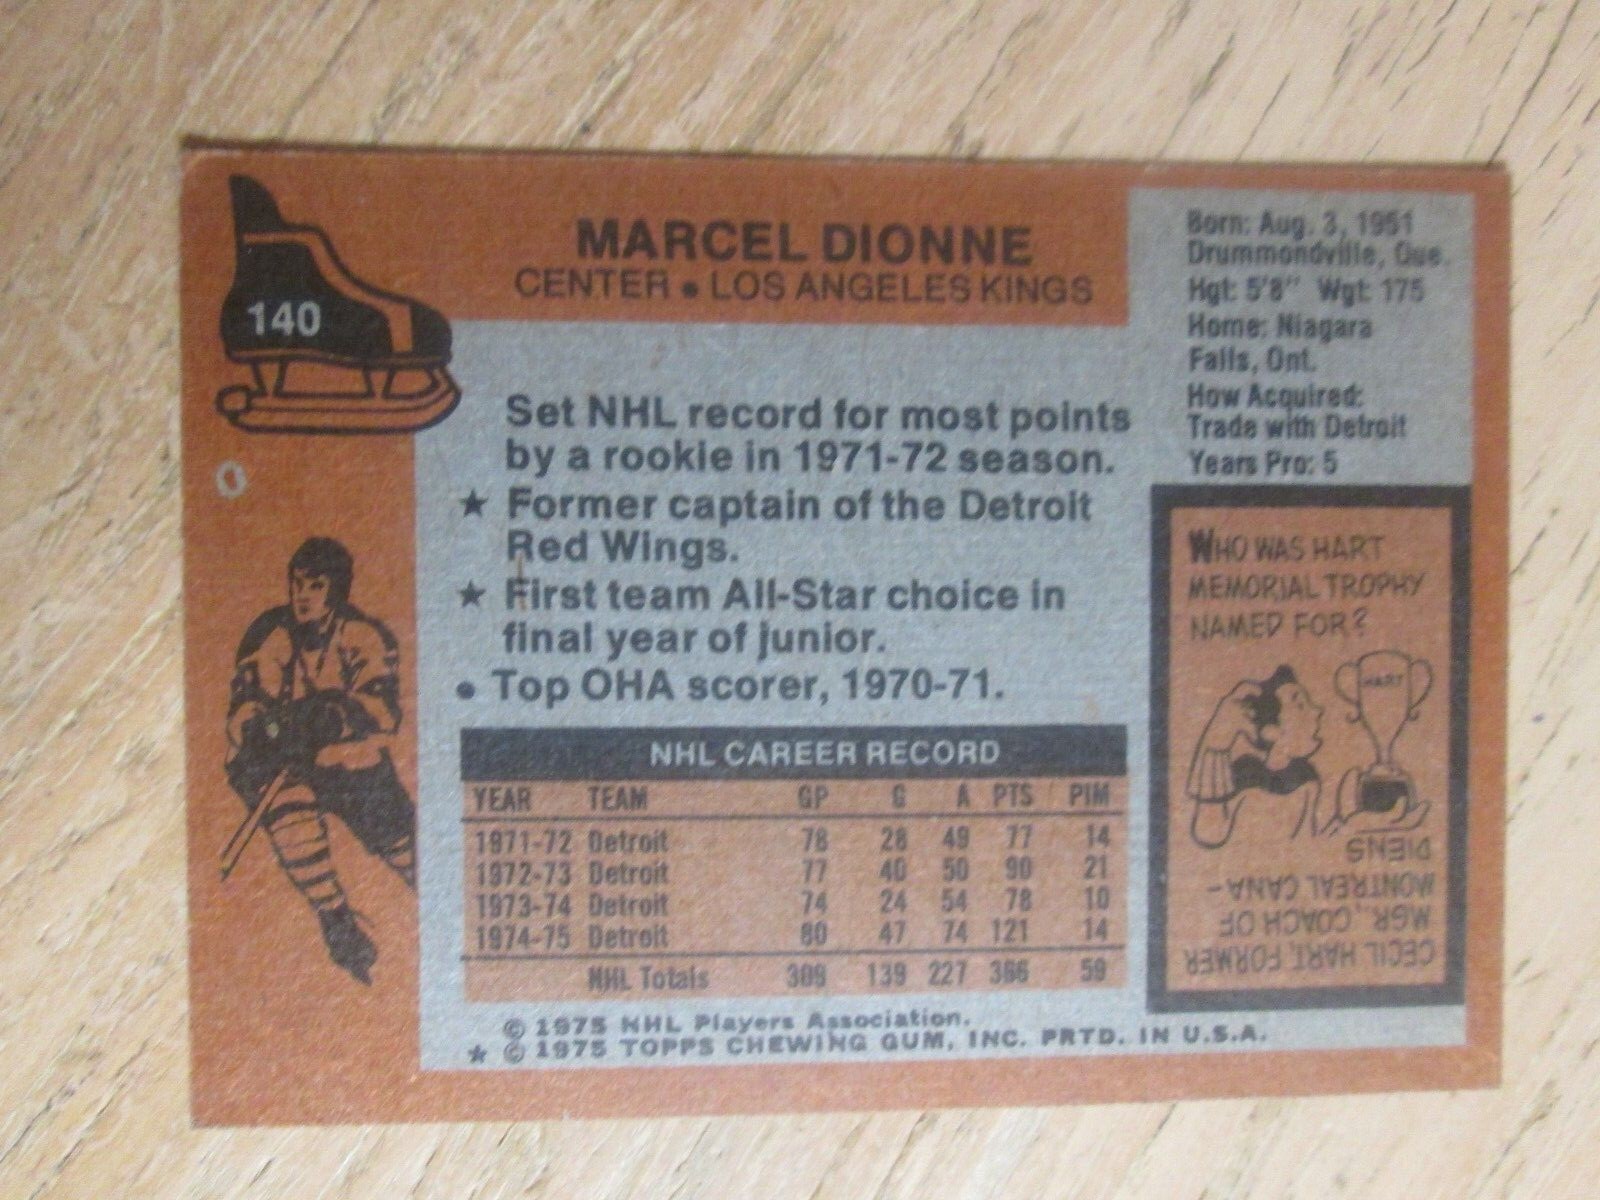 140
MARCEL DIONNE
CENTER • LOS ANGELES KINGS
Born: Aug. 3, 1951
Drummondville, Que.
Hgt: 5'8" Wgt: 175
Home: Niagara
Falls, Ont.
How Acquired:
Trade with Detroit
Years Pro: 5
Set NHL record for most points
by a rookie in 1971-72 season.
★ Former captain of the Detroit
Red Wings.
★ First team All-Star choice in
final year of junior.
• Top OHA scorer, 1970-71.
NHL CAREER RECORD
YEAR TEAM GP G A PTS PIM
1971-72 Detroit 78 28 49 77 14
1972-73 Detroit 77 40 50 90 21
1973-74 Detroit 74 24 54 78 10
1974-75 Detroit 80 47 74 121 14
NHL Totals 309 139 227 366 59
© 1975 NHL Players Association.
★ © 1975 TOPPS CHEWING GUM, INC. PRTD. IN U.S.A.
WHO WAS HART
MEMORIAL TROPHY
NAMED FOR?
HART
CECIL HART, FORMER
MGR., COACH OF
MONTREAL CANA-
DIENS